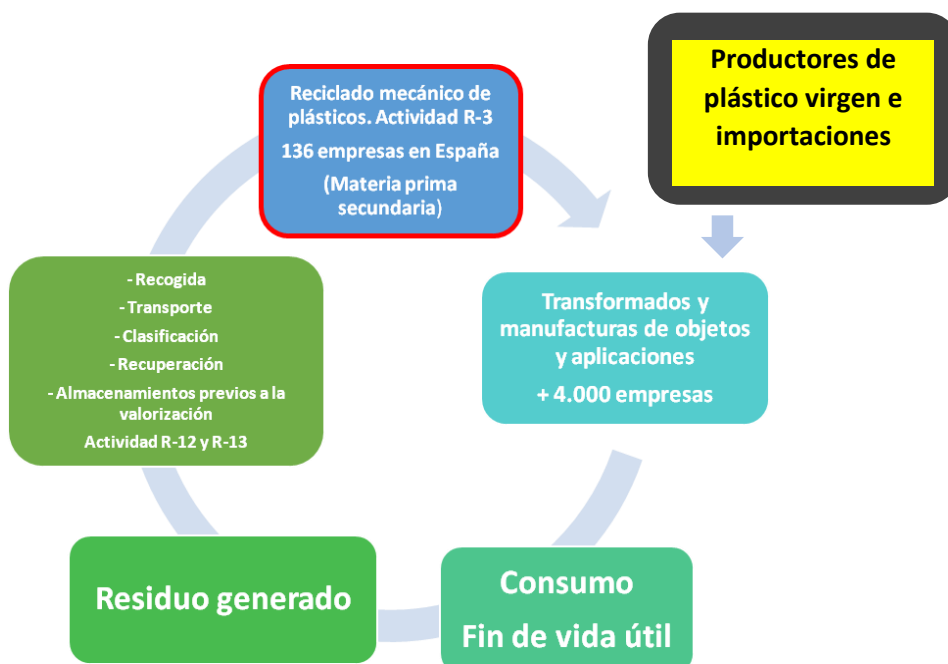 Productores de
plástico virgen e
importaciones
Reciclado mecánico de
plásticos. Actividad R-3
136 empresas en España
(Materia prima
secundaria)
- Recogida
- Transporte
- Clasificación
- Recuperación
- Almacenamientos previos a la
valorización
Actividad R-12 y R-13
Transformados y
manufacturas de objetos
y aplicaciones
+ 4.000 empresas
Residuo generado
Consumo
Fin de vida útil